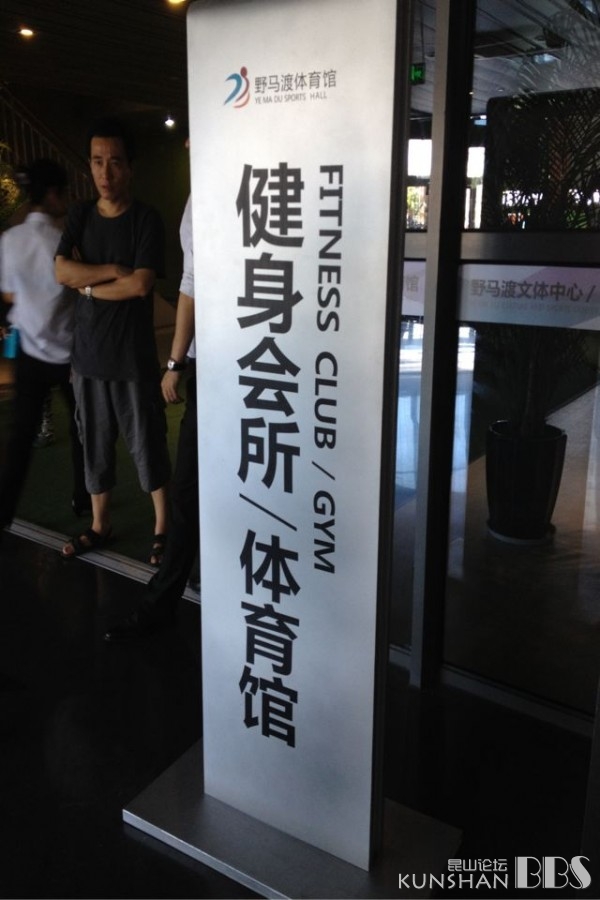 野马渡体育馆
YE MA DU SPORTS HALL
健身会所/体育馆
FITNESS CLUB / GYM
馆
野马渡文体中心/
昆山论坛
KUNSHAN BBS